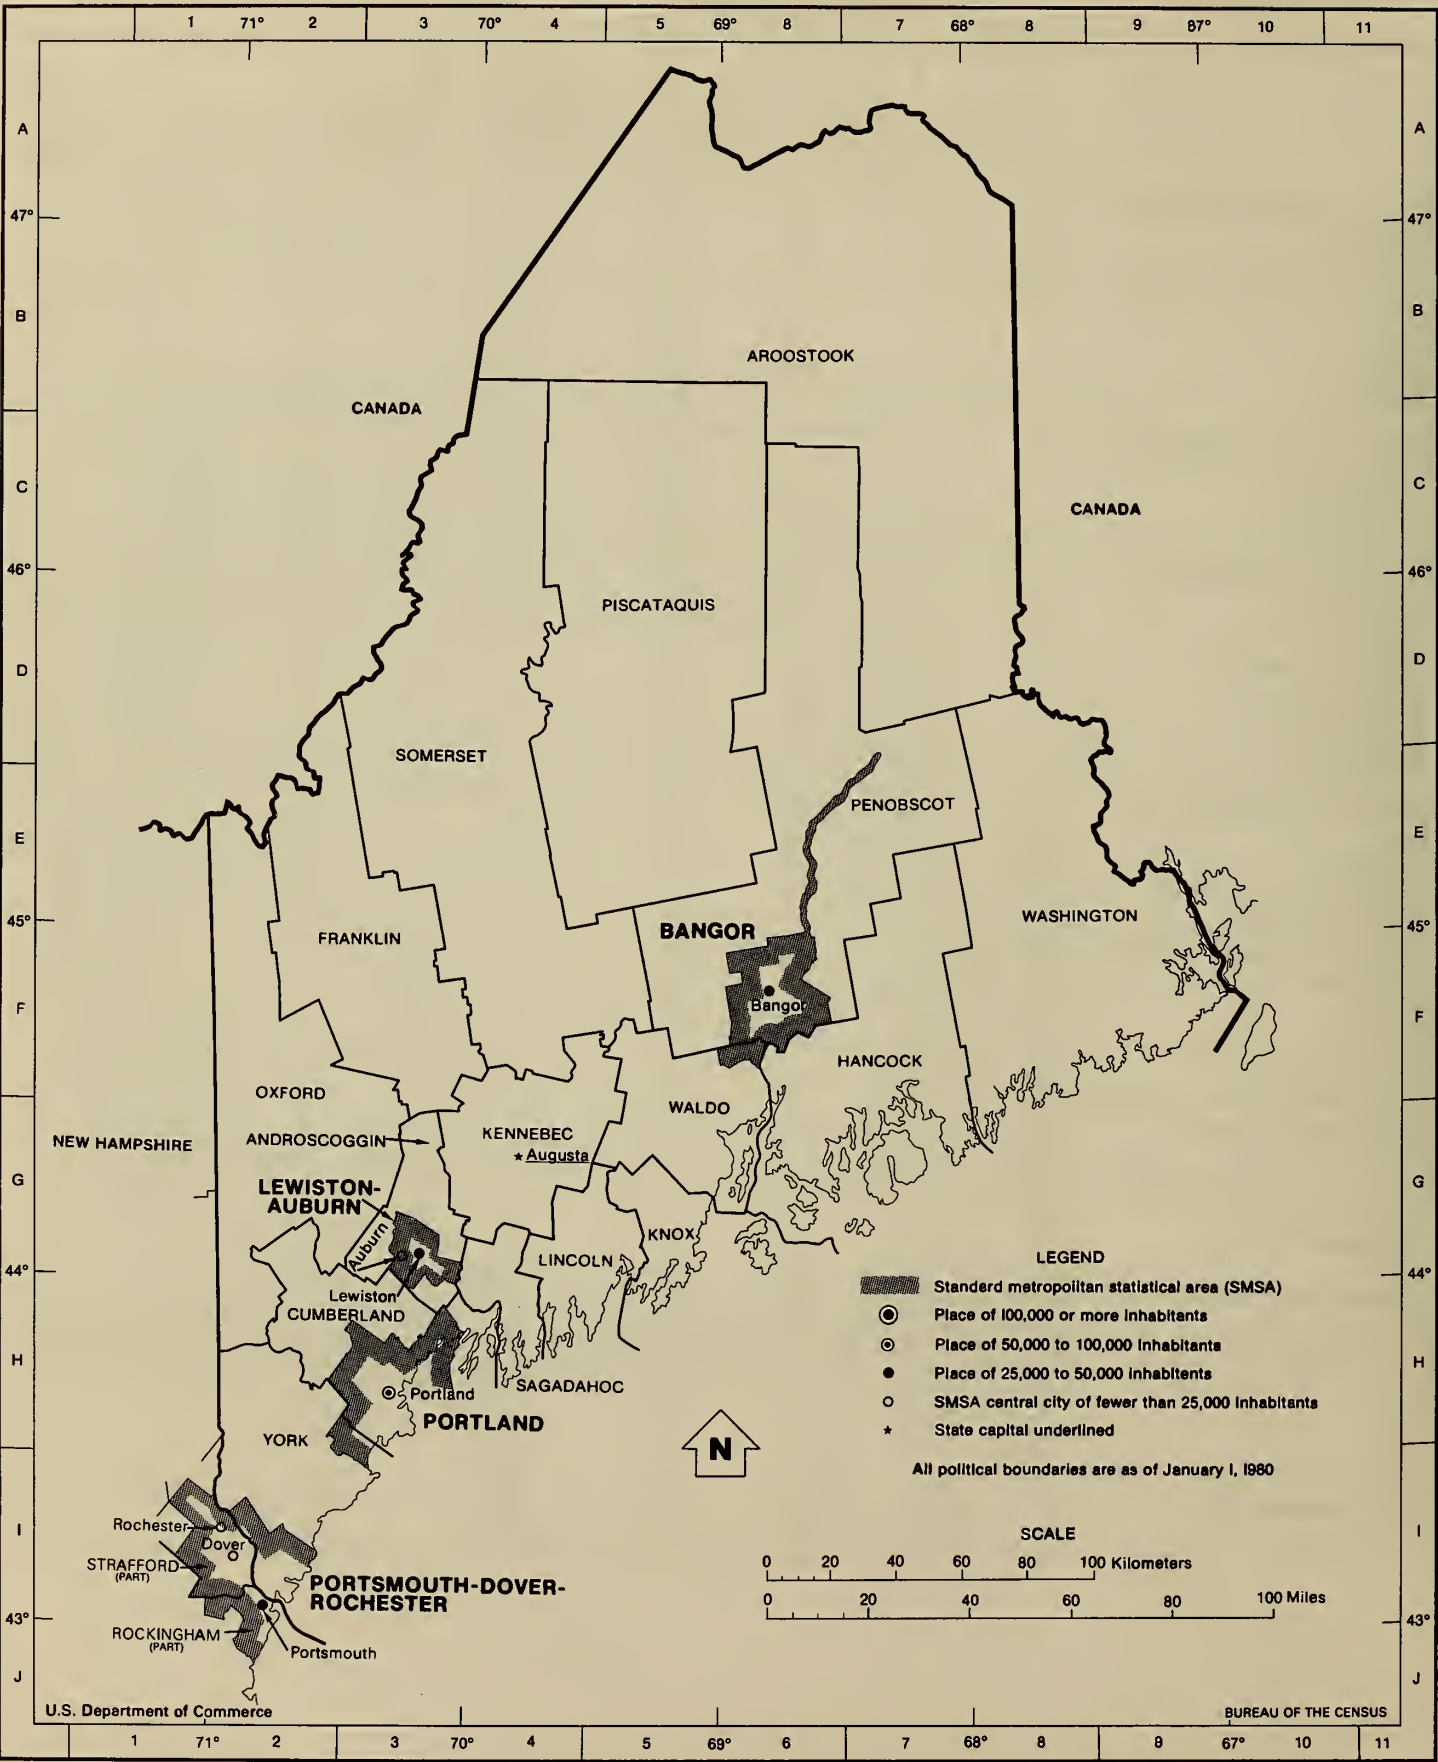 1 71° 2 3 70° 4 5 69° 8 7 68° 8 9 87° 10 11
A A
47° 47°
B B
AROOSTOOK
CANADA
C C
CANADA
46° 46°
PISCATAQUIS
D D
SOMERSET
PENOBSCOT
E E
WASHINGTON
45° 45°
BANGOR
FRANKLIN
Bangor
F F
HANCOCK
OXFORD
WALDO
KENNEBEC
NEW HAMPSHIRE
ANDROSCOGGIN
★ Augusta
G G
LEWISTON-
AUBURN
Auburn
KNOX
LINCOLN
44° 44°
Lewiston
CUMBERLAND
H H
SAGADAHOC
Portland
PORTLAND
YORK
LEGEND
Standerd metropolitan statistical area (SMSA)
Place of 100,000 or more Inhabitants
Place of 50,000 to 100,000 Inhabitants
Place of 25,000 to 50,000 inhabitents
SMSA central city of fewer than 25,000 Inhabitants
★ State capital underlined
All political boundaries are as of January 1, 1980
N
I I
Rochester
Dover
STRAFFORD
(PART)
PORTSMOUTH-DOVER-
ROCHESTER
SCALE
0 20 40 60 80 100 Kilometers
0 20 40 60 80 100 Miles
43° 43°
ROCKINGHAM
(PART)
Portsmouth
J J
U.S. Department of Commerce
BUREAU OF THE CENSUS
1 71° 2 3 70° 4 5 69° 6 7 68° 8 9 67° 10 11